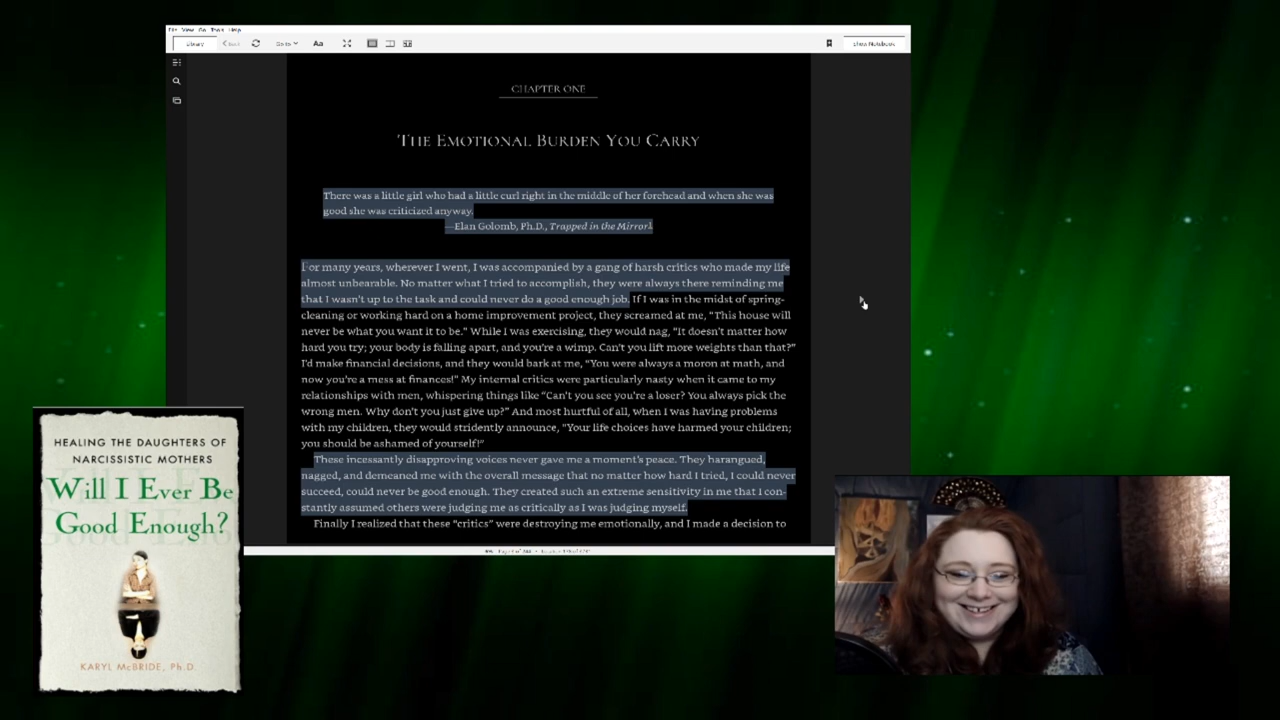 File View Go Tools Help
Library
Aa
Show Notebook
CHAPTER ONE
THE EMOTIONAL BURDEN YOU CARRY
There was a little girl who had a little curl right in the middle of her forehead and when she was
good she was criticized anyway.
—Elan Golomb, Ph.D., Trapped in the Mirror1
For many years, wherever I went, I was accompanied by a gang of harsh critics who made my life
almost unbearable. No matter what I tried to accomplish, they were always there reminding me
that I wasn't up to the task and could never do a good enough job. If I was in the midst of spring-
cleaning or working hard on a home improvement project, they screamed at me, "This house will
never be what you want it to be." While I was exercising, they would nag, "It doesn't matter how
hard you try; your body is falling apart, and you're a wimp. Can't you lift more weights than that?"
I'd make financial decisions, and they would bark at me, "You were always a moron at math, and
now you're a mess at finances!" My internal critics were particularly nasty when it came to my
relationships with men, whispering things like "Can't you see you're a loser? You always pick the
wrong men. Why don't you just give up?" And most hurtful of all, when I was having problems
with my children, they would stridently announce, "Your life choices have harmed your children;
you should be ashamed of yourself!"
These incessantly disapproving voices never gave me a moment's peace. They harangued,
nagged, and demeaned me with the overall message that no matter how hard I tried, I could never
succeed, could never be good enough. They created such an extreme sensitivity in me that I con-
stantly assumed others were judging me as critically as I was judging myself.
Finally I realized that these "critics" were destroying me emotionally, and I made a decision to
HEALING THE DAUGHTERS OF
NARCISSISTIC MOTHERS
Will I Ever Be
Good Enough?
KARYL McBRIDE, Ph.D.